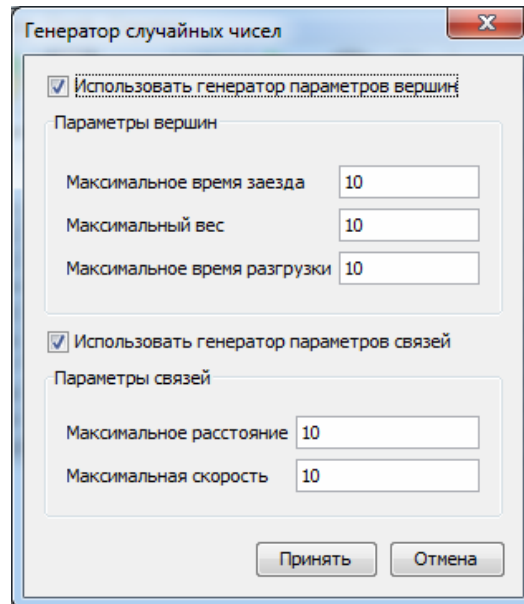 Генератор случайных чисел
Использовать генератор параметров вершин
Параметры вершин
Максимальное время заезда 10
Максимальный вес 10
Максимальное время разгрузки 10
Использовать генератор параметров связей
Параметры связей
Максимальное расстояние 10
Максимальная скорость 10
Принять Отмена